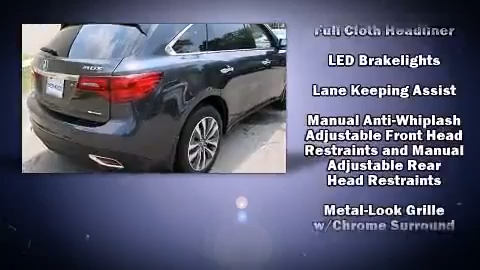 Full Cloth Headliner
LED Brakelights
Lane Keeping Assist
Manual Anti-Whiplash
Adjustable Front Head
Restraints and Manual
Adjustable Rear
Head Restraints
Metal-Look Grille
w/Chrome Surround
MDX